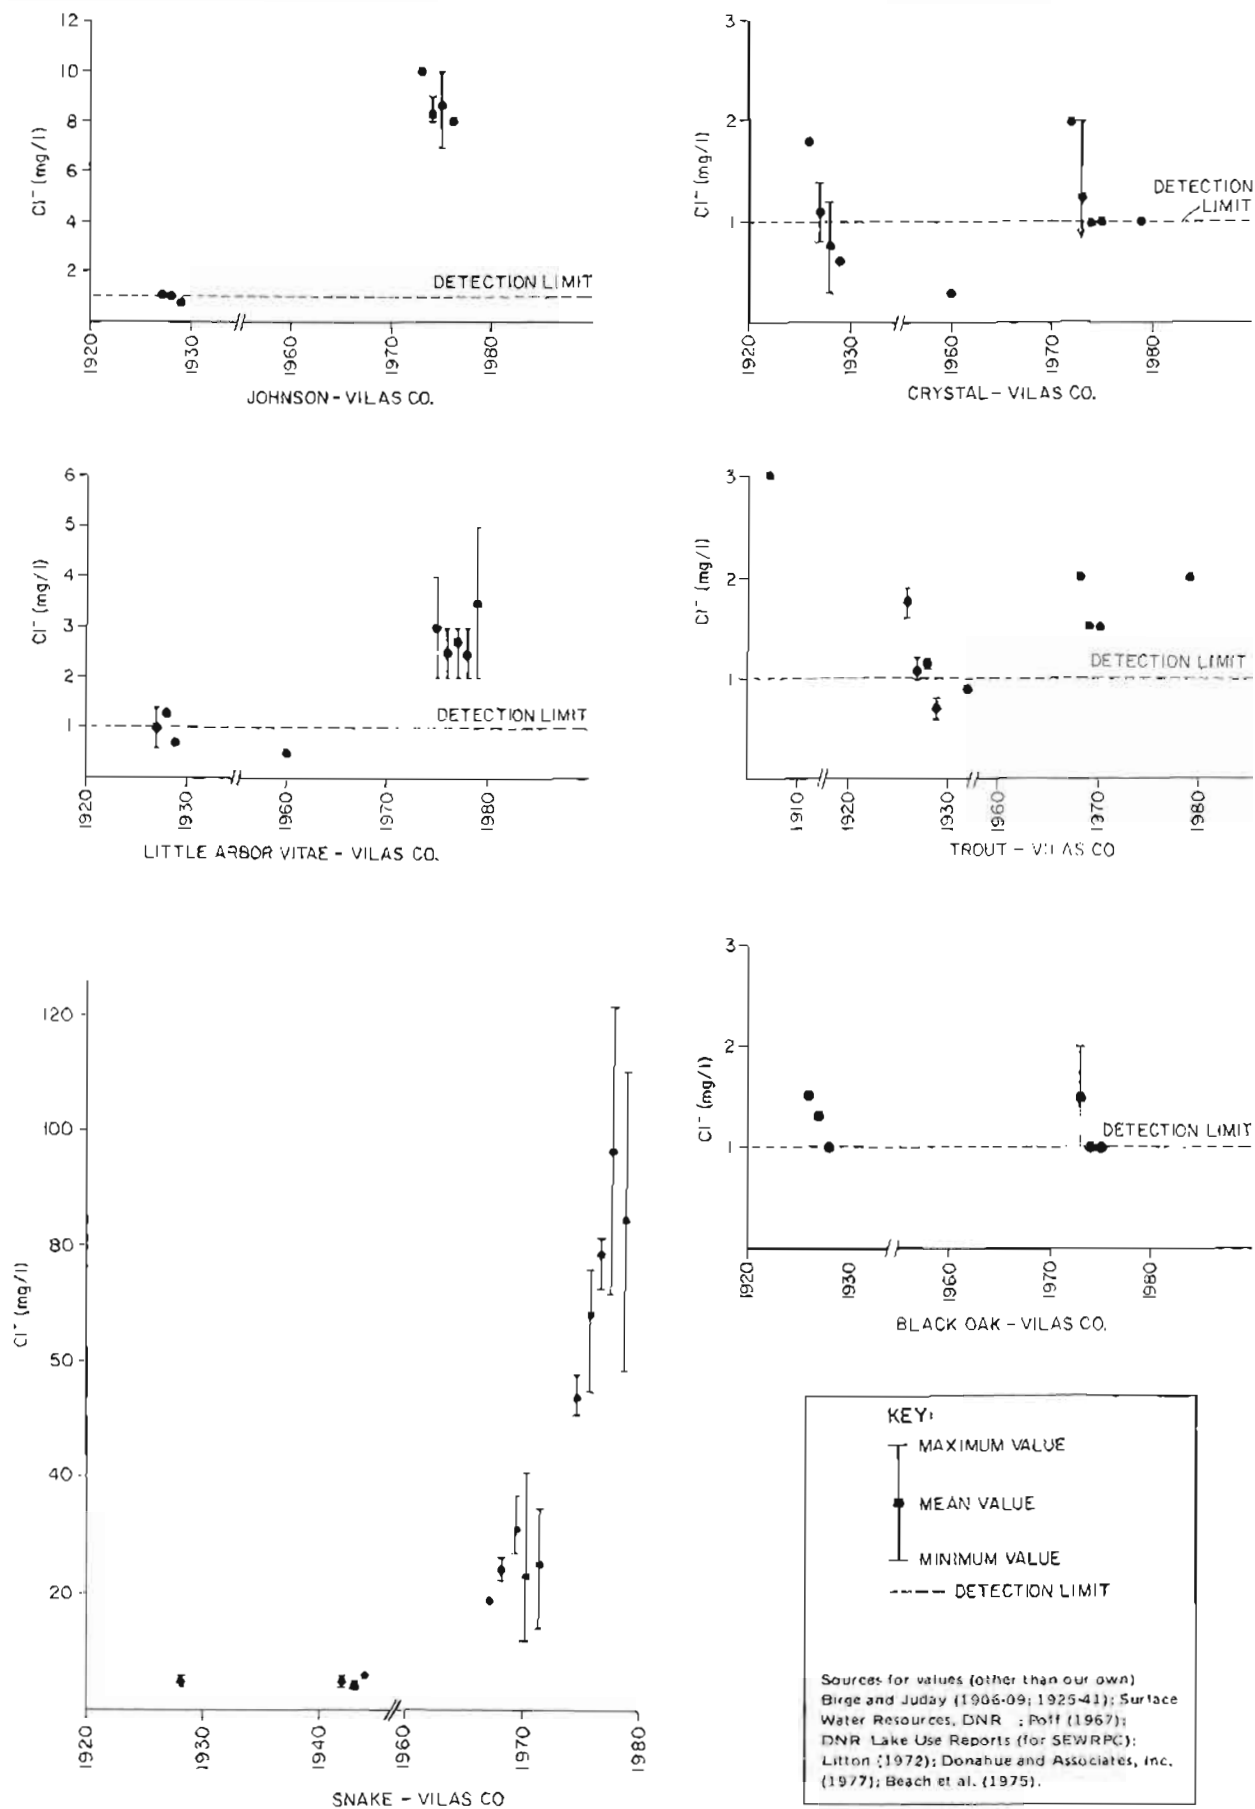 12
10
8
6
4
2
Cl⁻ (mg/l)
DETECTION LIMIT
1920
1930
1960
1970
1980
JOHNSON - VILAS CO.
3
2
1
Cl⁻ (mg/l)
DETECTION
LIMIT
1920
1930
1960
1970
1980
CRYSTAL - VILAS CO.
6
5
4
3
2
1
Cl⁻ (mg/l)
DETECTION LIMIT
1920
1930
1960
1970
1980
LITTLE ARBOR VITAE - VILAS CO.
3
2
1
Cl⁻ (mg/l)
DETECTION LIMIT
1910
1920
1930
1960
1970
1980
TROUT - VILAS CO
120
100
80
50
40
20
Cl⁻ (mg/l)
1920
1930
1940
1960
1970
1980
SNAKE - VILAS CO
3
2
1
Cl⁻ (mg/l)
DETECTION LIMIT
1920
1930
1960
1970
1980
BLACK OAK - VILAS CO.
KEY:
MAXIMUM VALUE
MEAN VALUE
MINIMUM VALUE
DETECTION LIMIT
Sources for values (other than our own)
Birge and Juday (1906-09; 1925-41); Surface
Water Resources, DNR ; Poff (1967);
DNR Lake Use Reports (for SEWRPC);
Litton (1972); Donahue and Associates, Inc.
(1977); Beach et al. (1975).